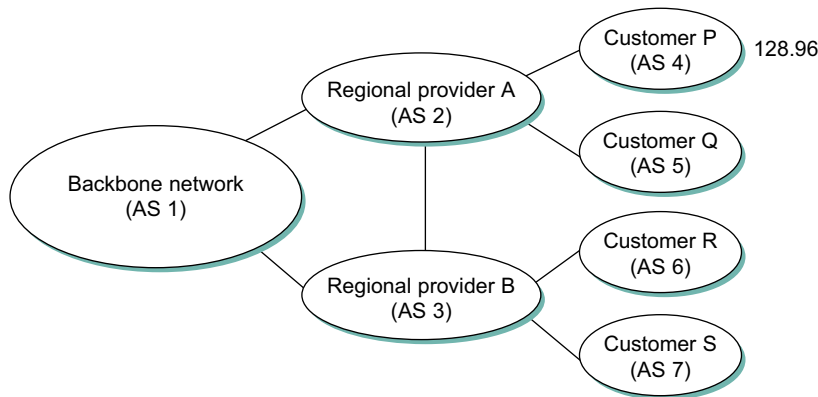 Customer P
(AS 4)
128.96
Regional provider A
(AS 2)
Customer Q
(AS 5)
Backbone network
(AS 1)
Customer R
(AS 6)
Regional provider B
(AS 3)
Customer S
(AS 7)